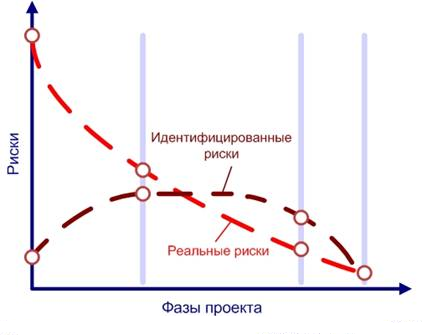 Риски
Идентифицированные
риски
Реальные риски
Фазы проекта